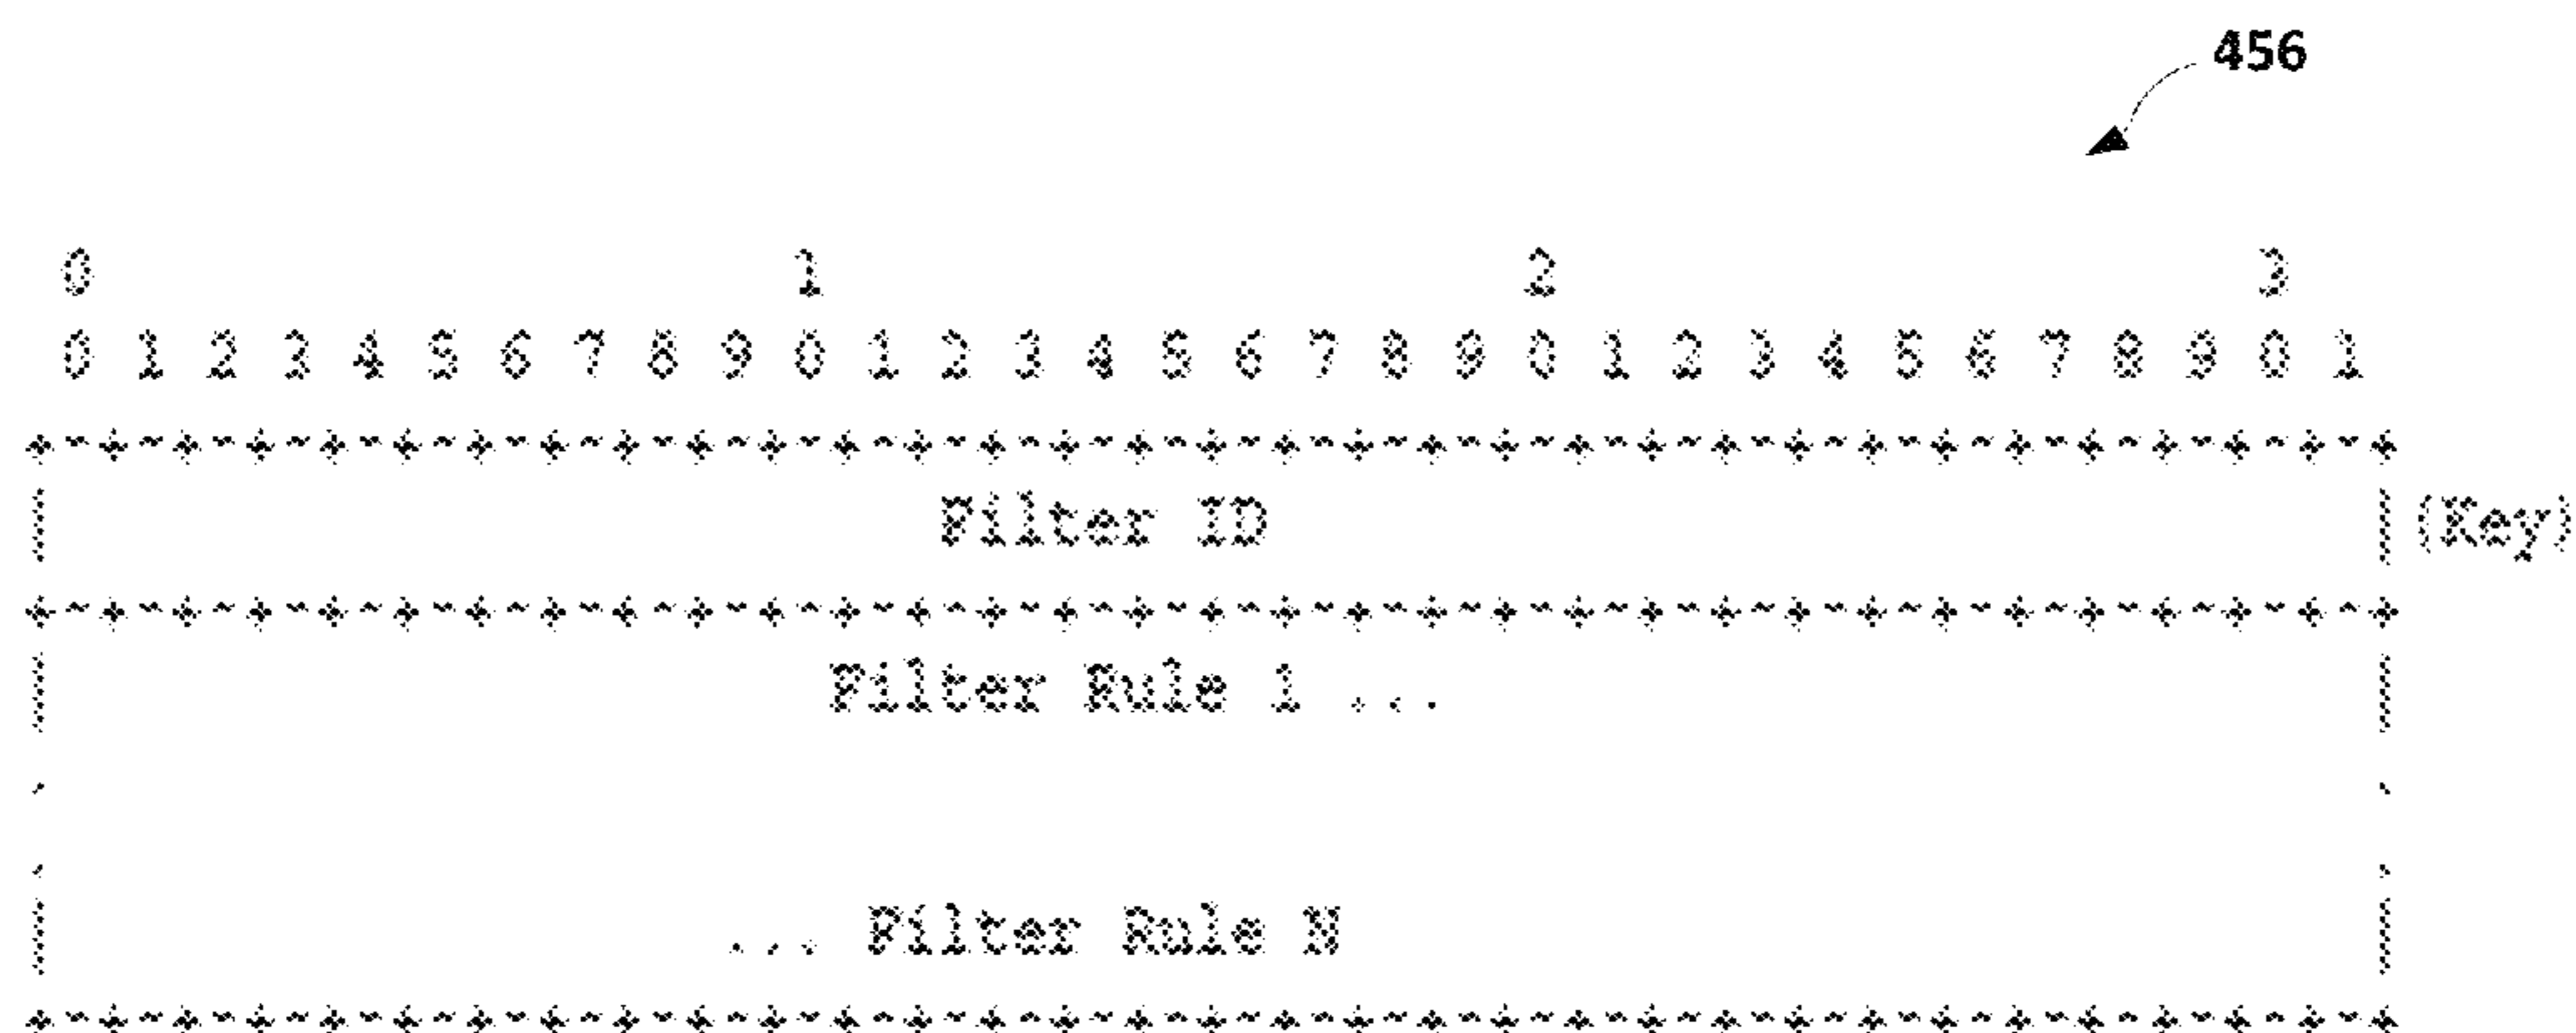 456
0 1 2 3
0 1 2 3 4 5 6 7 8 9 0 1 2 3 4 5 6 7 8 9 0 1 2 3 4 5 6 7 8 9 0 1
+-+-+-+-+-+-+-+-+-+-+-+-+-+-+-+-+-+-+-+-+-+-+-+-+-+-+-+-+-+-+-+-+
| Filter ID | (Key)
+-+-+-+-+-+-+-+-+-+-+-+-+-+-+-+-+-+-+-+-+-+-+-+-+-+-+-+-+-+-+-+-+
| Filter Rule 1 ... |
. .
. .
| ... Filter Rule N |
+-+-+-+-+-+-+-+-+-+-+-+-+-+-+-+-+-+-+-+-+-+-+-+-+-+-+-+-+-+-+-+-+